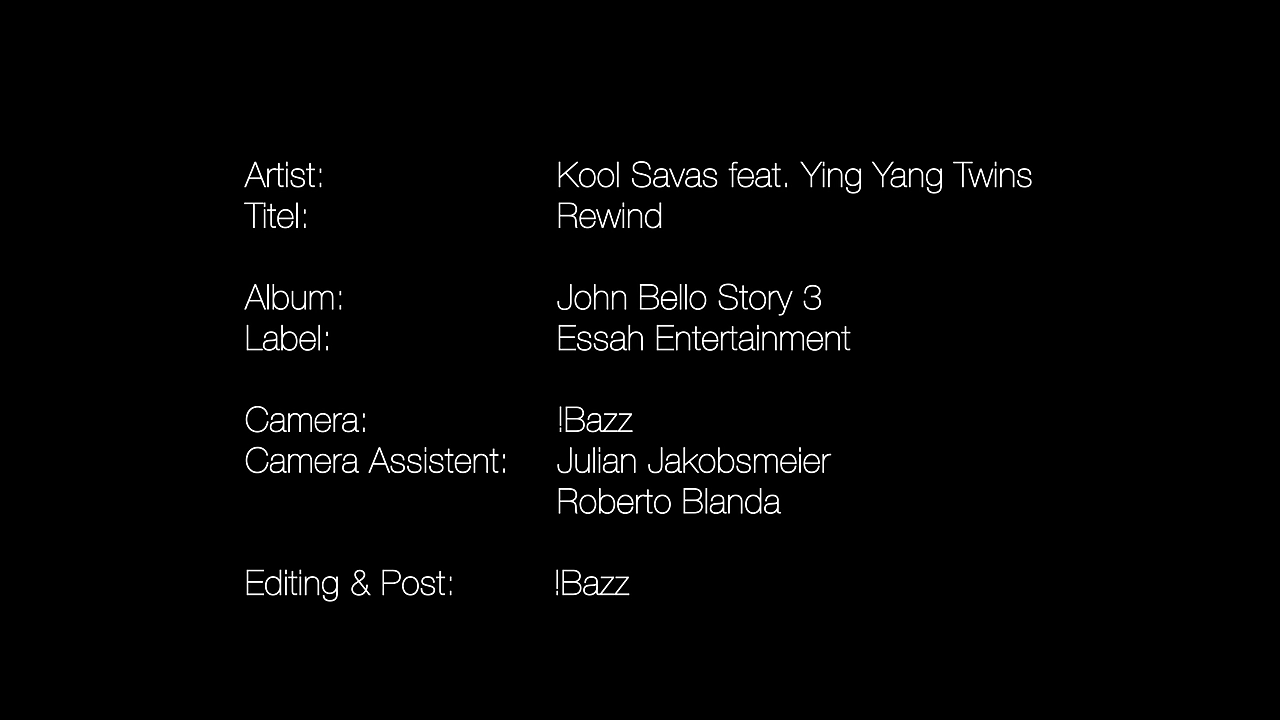 Artist: Kool Savas feat. Ying Yang Twins
Titel: Rewind
Album: John Bello Story 3
Label: Essah Entertainment
Camera: !Bazz
Camera Assistent: Julian Jakobsmeier
Roberto Blanda
Editing & Post: !Bazz